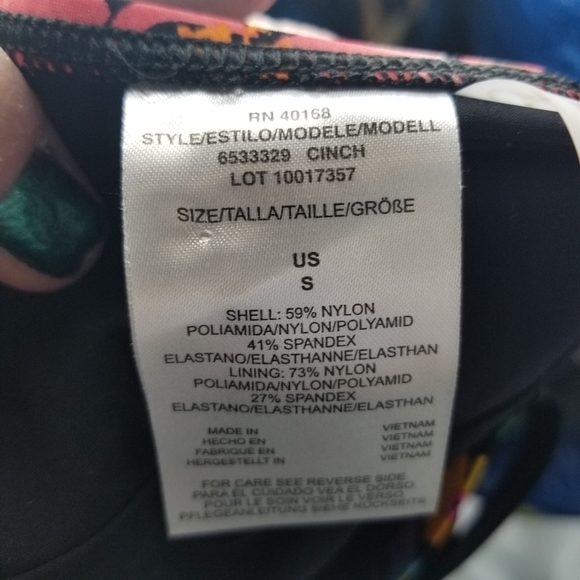 RN 40168
STYLE/ESTILO/MODELE/MODELL
6533329 CINCH
LOT 10017357
SIZE/TALLA/TAILLE/GRÖßE
US
S
SHELL: 59% NYLON
POLIAMIDA/NYLON/POLYAMID
41% SPANDEX
ELASTANO/ELASTHANNE/ELASTHAN
LINING: 73% NYLON
POLIAMIDA/NYLON/POLYAMID
27% SPANDEX
ELASTANO/ELASTHANNE/ELASTHAN
MADE IN VIETNAM
HECHO EN VIETNAM
FABRIQUE EN VIETNAM
HERGESTELLT IN VIETNAM
FOR CARE SEE REVERSE SIDE
PARA EL CUIDADO VEA EL DORSO
POUR LE SOIN VOIR LE VERSO
PFLEGEANLEITUNG SIEHE RÜCKSEITE